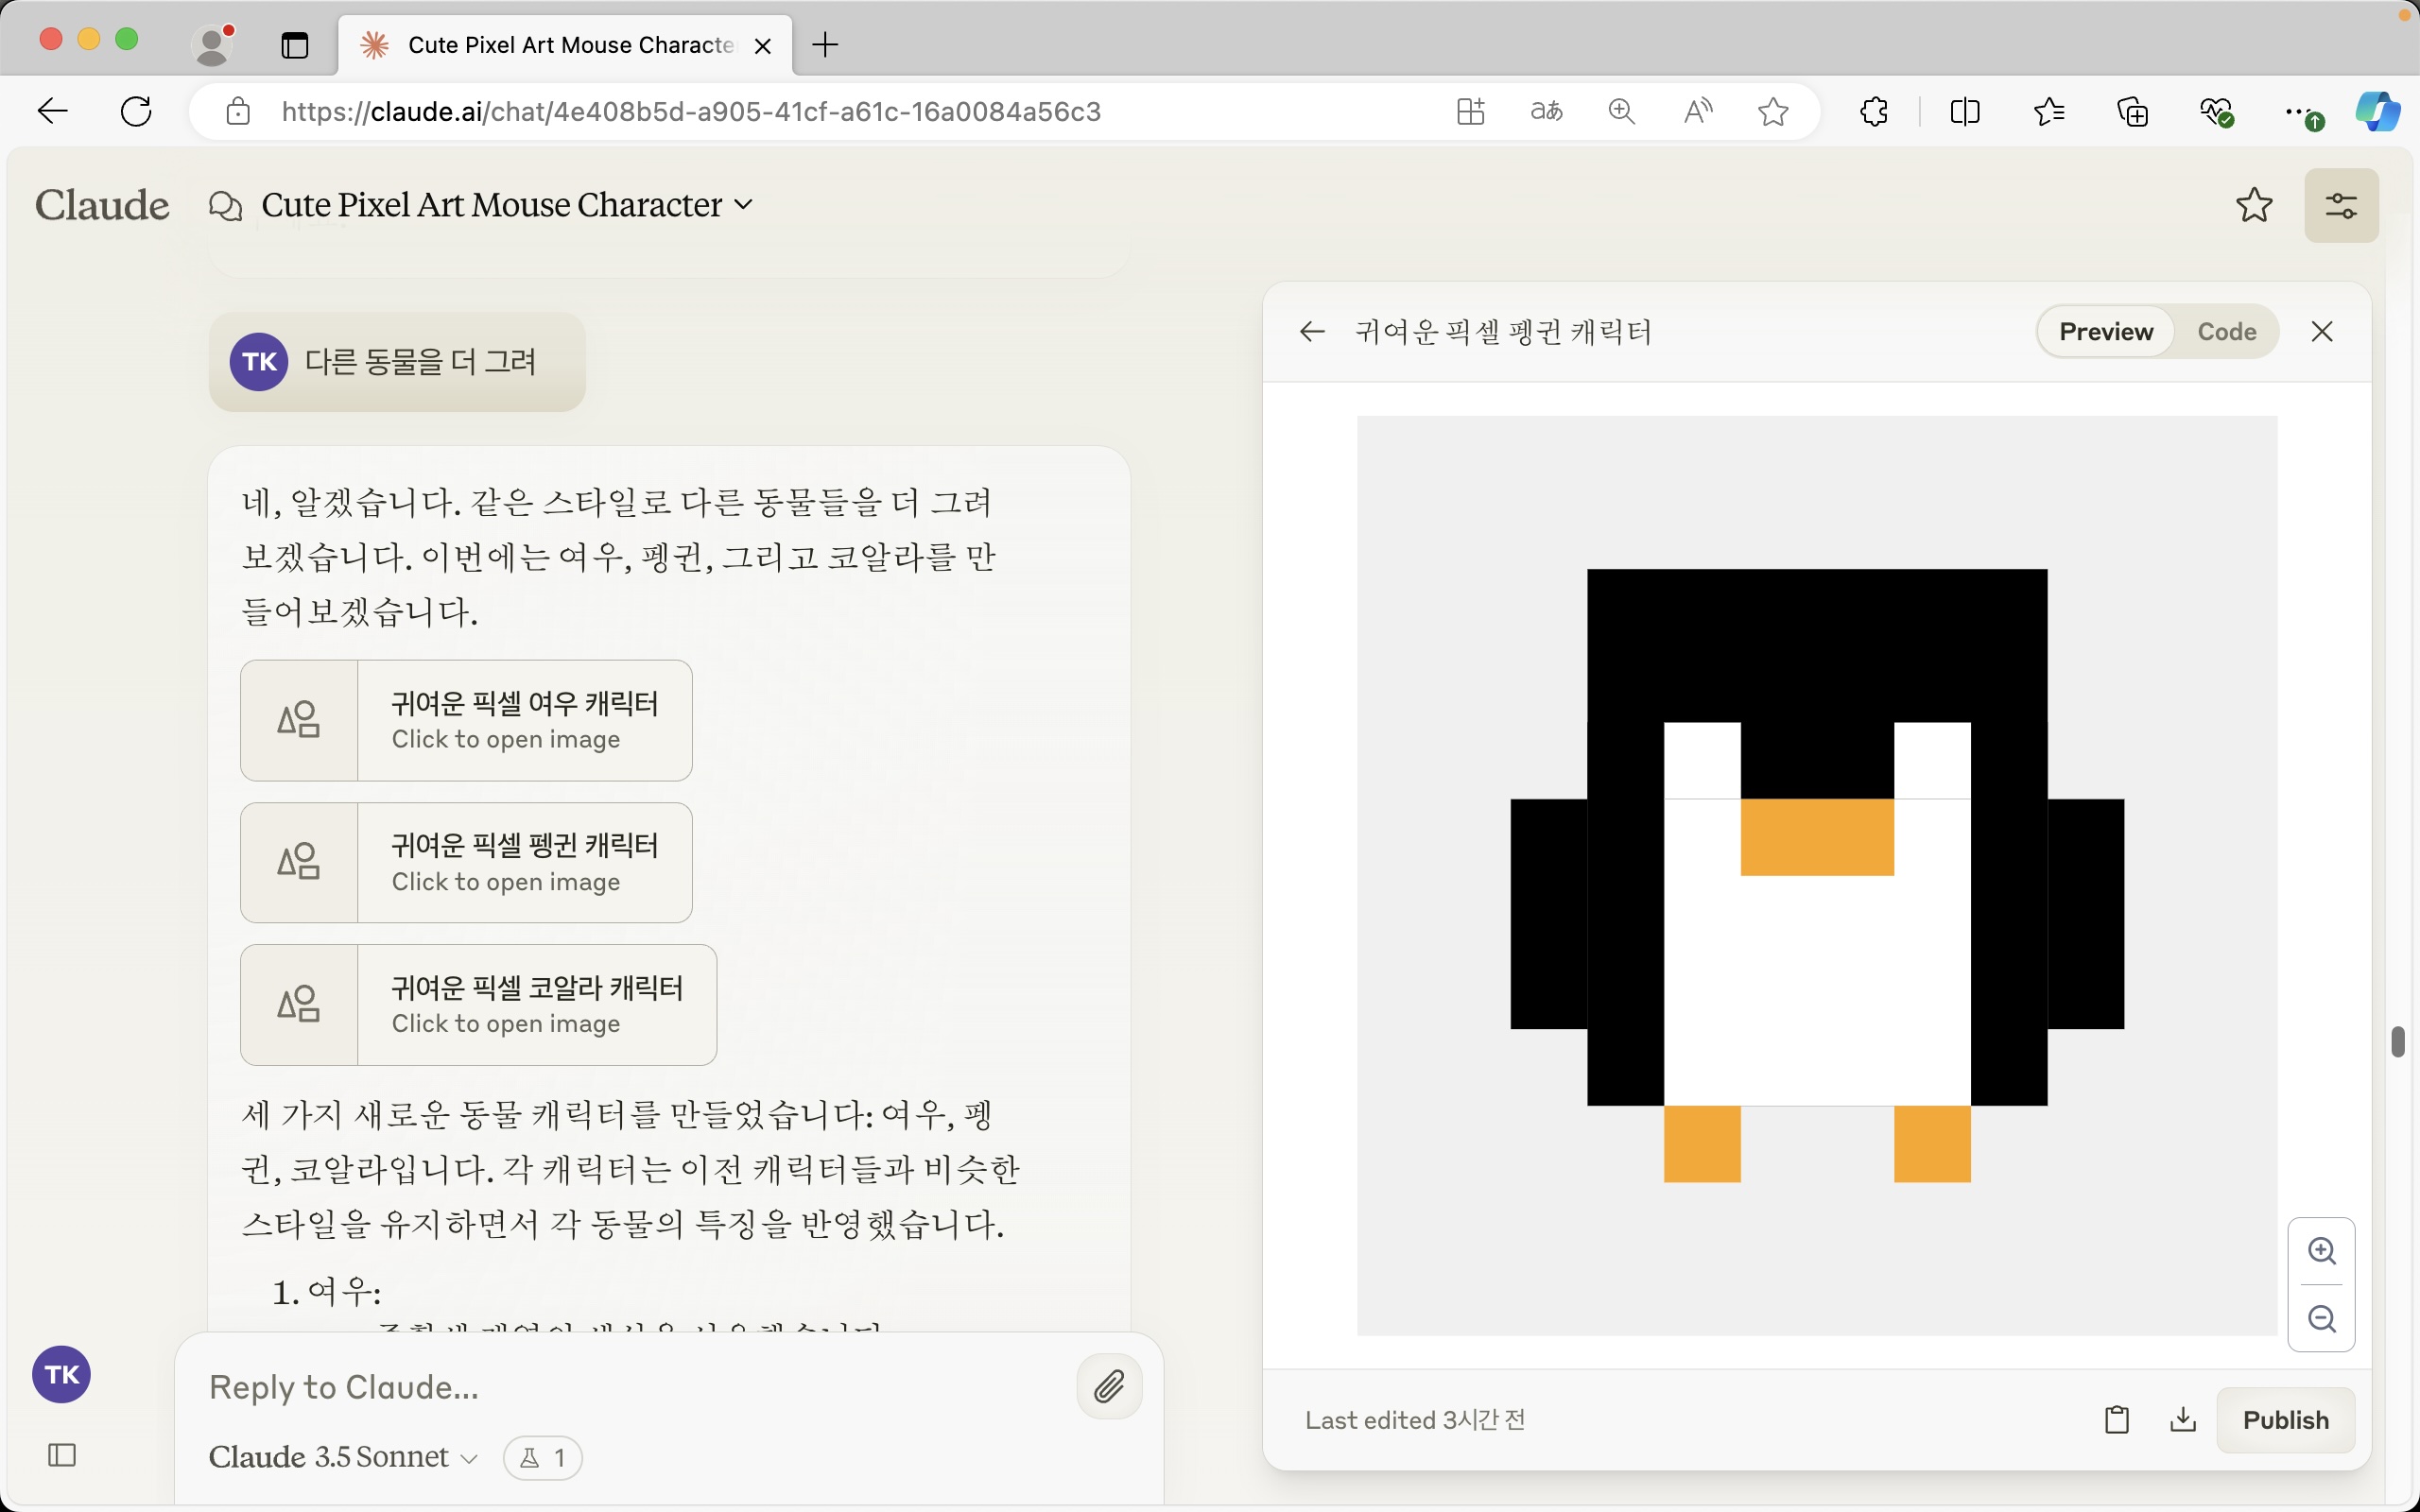 Cute Pixel Art Mouse Characte
https://claude.ai/chat/4e408b5d-a905-41cf-a61c-16a0084a56c3
Claude
Cute Pixel Art Mouse Character
TK
다른 동물을 더 그려
네, 알겠습니다. 같은 스타일로 다른 동물들을 더 그려
보겠습니다. 이번에는 여우, 펭귄, 그리고 코알라를 만
들어보겠습니다.
귀여운 픽셀 여우 캐릭터
Click to open image
귀여운 픽셀 펭귄 캐릭터
Click to open image
귀여운 픽셀 코알라 캐릭터
Click to open image
세 가지 새로운 동물 캐릭터를 만들었습니다: 여우, 펭
귄, 코알라입니다. 각 캐릭터는 이전 캐릭터들과 비슷한
스타일을 유지하면서 각 동물의 특징을 반영했습니다.
1. 여우:
TK
Reply to Claude...
Claude 3.5 Sonnet
1
귀여운 픽셀 펭귄 캐릭터
Preview
Code
Last edited 3시간 전
Publish